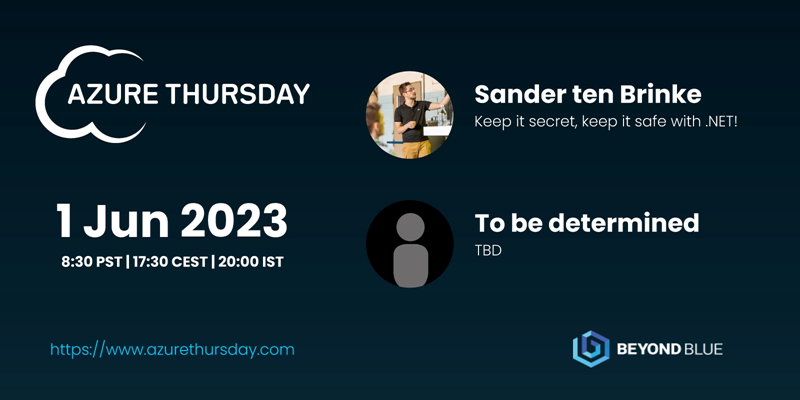 AZURE THURSDAY
1 Jun 2023
8:30 PST | 17:30 CEST | 20:00 IST
https://www.azurethursday.com
Sander ten Brinke
Keep it secret, keep it safe with .NET!
To be determined
TBD
BEYOND BLUE